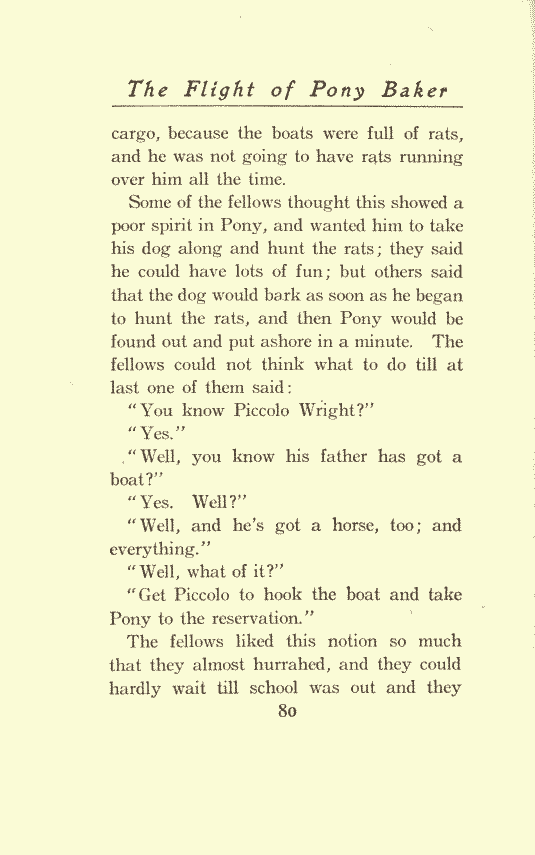 The Flight of Pony Baker
cargo, because the boats were full of rats,
and he was not going to have rats running
over him all the time.
Some of the fellows thought this showed a
poor spirit in Pony, and wanted him to take
his dog along and hunt the rats; they said
he could have lots of fun; but others said
that the dog would bark as soon as he began
to hunt the rats, and then Pony would be
found out and put ashore in a minute. The
fellows could not think what to do till at
last one of them said:
"You know Piccolo Wright?"
"Yes."
"Well, you know his father has got a
boat?"
"Yes. Well?"
"Well, and he's got a horse, too; and
everything."
"Well, what of it?"
"Get Piccolo to hook the boat and take
Pony to the reservation."
The fellows liked this notion so much
that they almost hurrahed, and they could
hardly wait till school was out and they
80